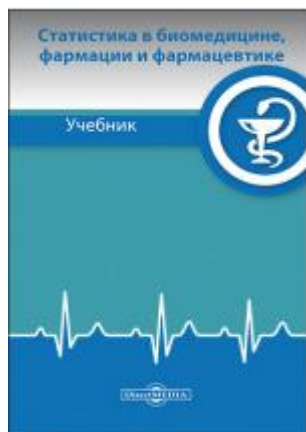 Статистика в биомедицине,
фармации и фармацевтике
Учебник
DirectMEDIA